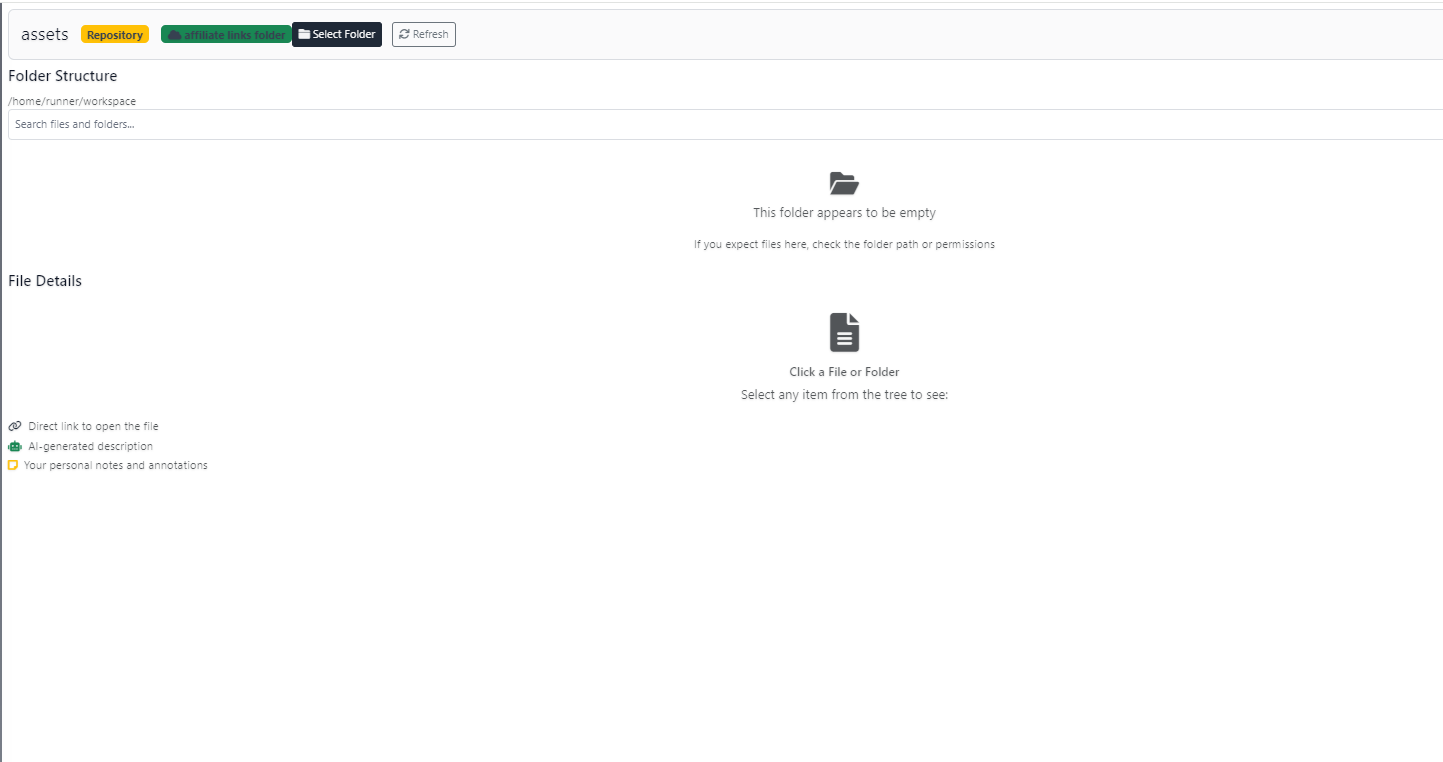 assets Repository affiliate links folder Select Folder Refresh
Folder Structure
/home/runner/workspace
Search files and folders...
This folder appears to be empty
If you expect files here, check the folder path or permissions
File Details
Click a File or Folder
Select any item from the tree to see:
Direct link to open the file
AI-generated description
Your personal notes and annotations